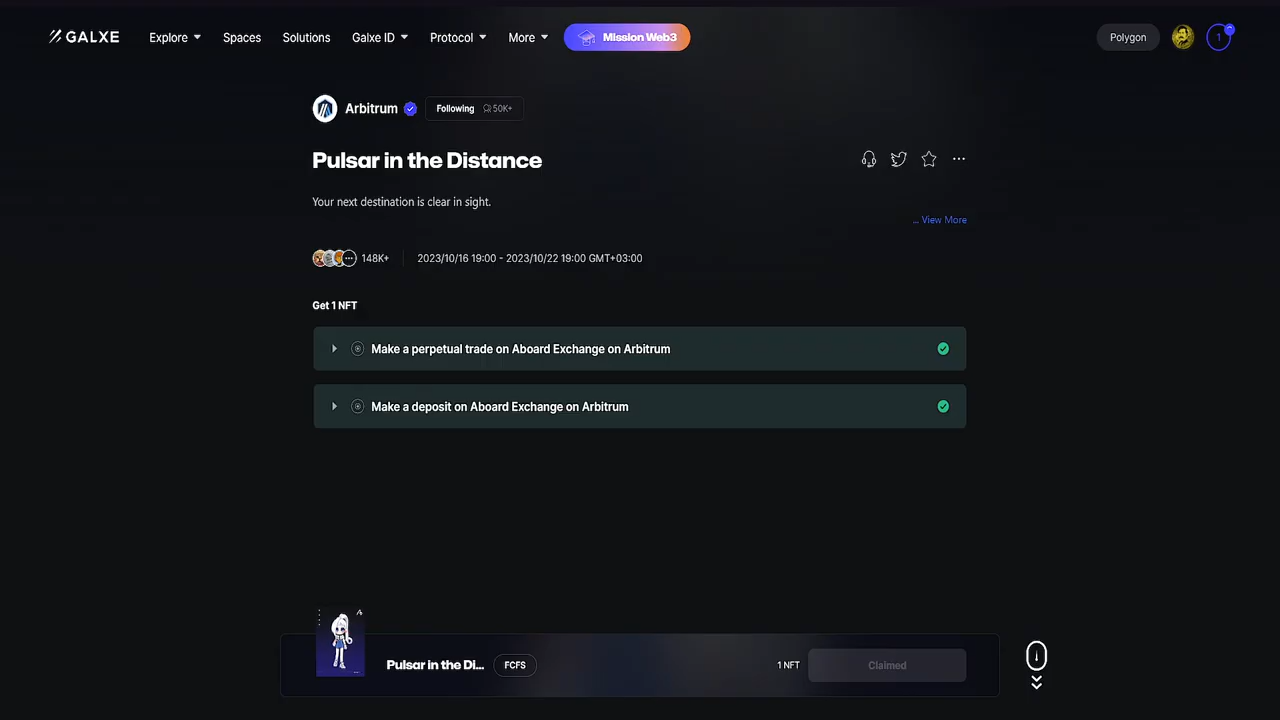 GALXE
Explore
Spaces
Solutions
Galxe ID
Protocol
More
Mission Web3
Polygon
1
Arbitrum
Following 50K+
Pulsar in the Distance
Your next destination is clear in sight.
... View More
148K+
2023/10/16 19:00 - 2023/10/22 19:00 GMT+03:00
Get 1 NFT
Make a perpetual trade on Aboard Exchange on Arbitrum
Make a deposit on Aboard Exchange on Arbitrum
Pulsar in the Di...
FCFS
1 NFT
Claimed